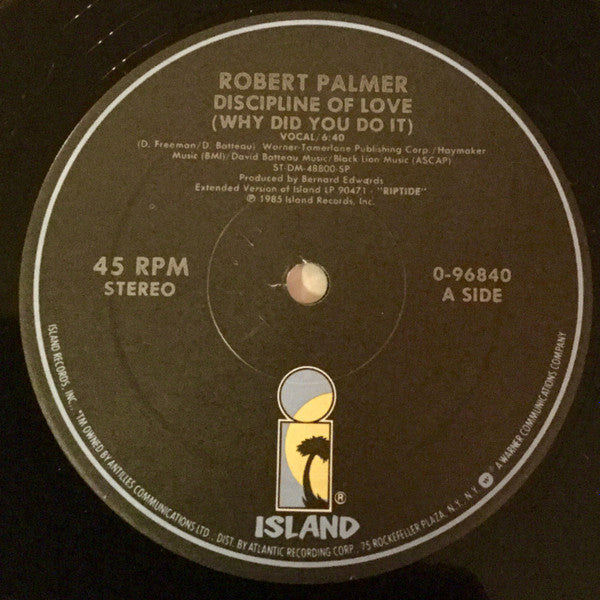 ROBERT PALMER
DISCIPLINE OF LOVE
(WHY DID YOU DO IT)
VOCAL/6:40
(D. Freeman/D. Batteau) Warner-Tamerlane Publishing Corp./Haymaker
Music (BMI)/David Batteau Music/Black Lion Music (ASCAP)
ST-DM-48800-SP
Produced by Bernard Edwards
Extended Version of Island LP 90471 - "RIPTIDE"
℗ 1985 Island Records, Inc.
45 RPM
STEREO
0-96840
A SIDE
®
ISLAND
ISLAND RECORDS, INC., *TM OWNED BY ANTILLES COMMUNICATIONS LTD., DIST. BY ATLANTIC RECORDING CORP., 75 ROCKEFELLER PLAZA, N.Y., N.Y. W A WARNER COMMUNICATIONS COMPANY